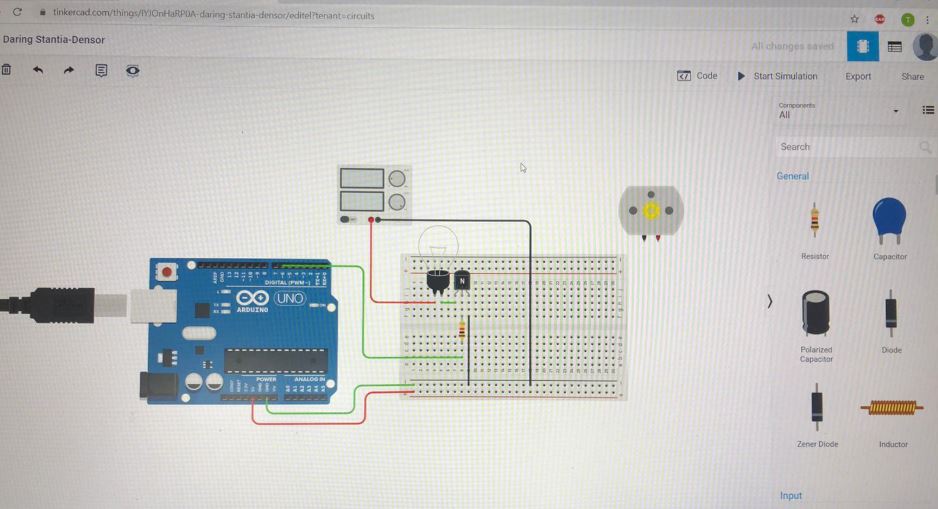 tinkercad.com/things/lYJOnHaRP0A-daring-stantia-densor/editel?tenant=circuits
Daring Stantia-Densor
All changes saved
Code
Start Simulation
Export
Share
Components
All
Search
General
Resistor
Capacitor
Polarized
Capacitor
Diode
Zener Diode
Inductor
Input
DIGITAL (PWM~)
UNO
ARDUINO
POWER
ANALOG IN
N